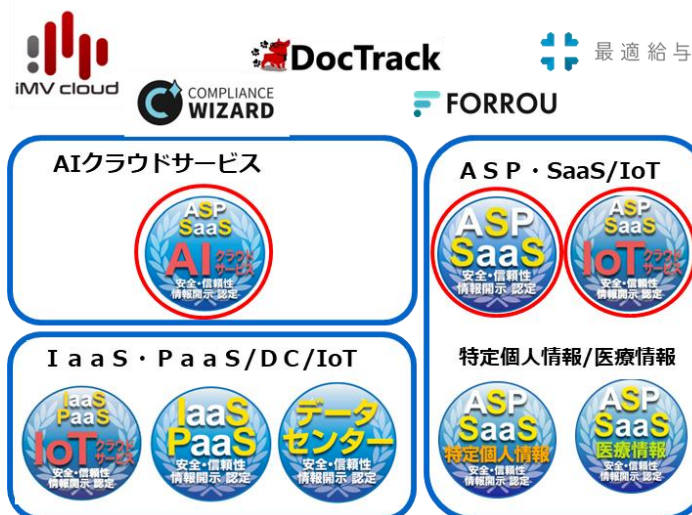 iMV cloud
DocTrack
最適給与
COMPLIANCE
WIZARD
FORROU
AIクラウドサービス
ASP
SaaS
AI クラウド
サービス
安全・信頼性
情報開示 認定
ＡＳＰ・SaaS/IoT
ASP
SaaS
安全・信頼性
情報開示 認定
ASP
SaaS
IoT クラウド
サービス
安全・信頼性
情報開示 認定
ＩａａＳ・ＰａａＳ/DC/IoT
IaaS
PaaS
IoT クラウド
サービス
安全・信頼性
情報開示 認定
IaaS
PaaS
安全・信頼性
情報開示 認定
データ
センター
安全・信頼性
情報開示 認定
特定個人情報/医療情報
ASP
SaaS
特定個人情報
安全・信頼性
情報開示 認定
ASP
SaaS
医療情報
安全・信頼性
情報開示 認定